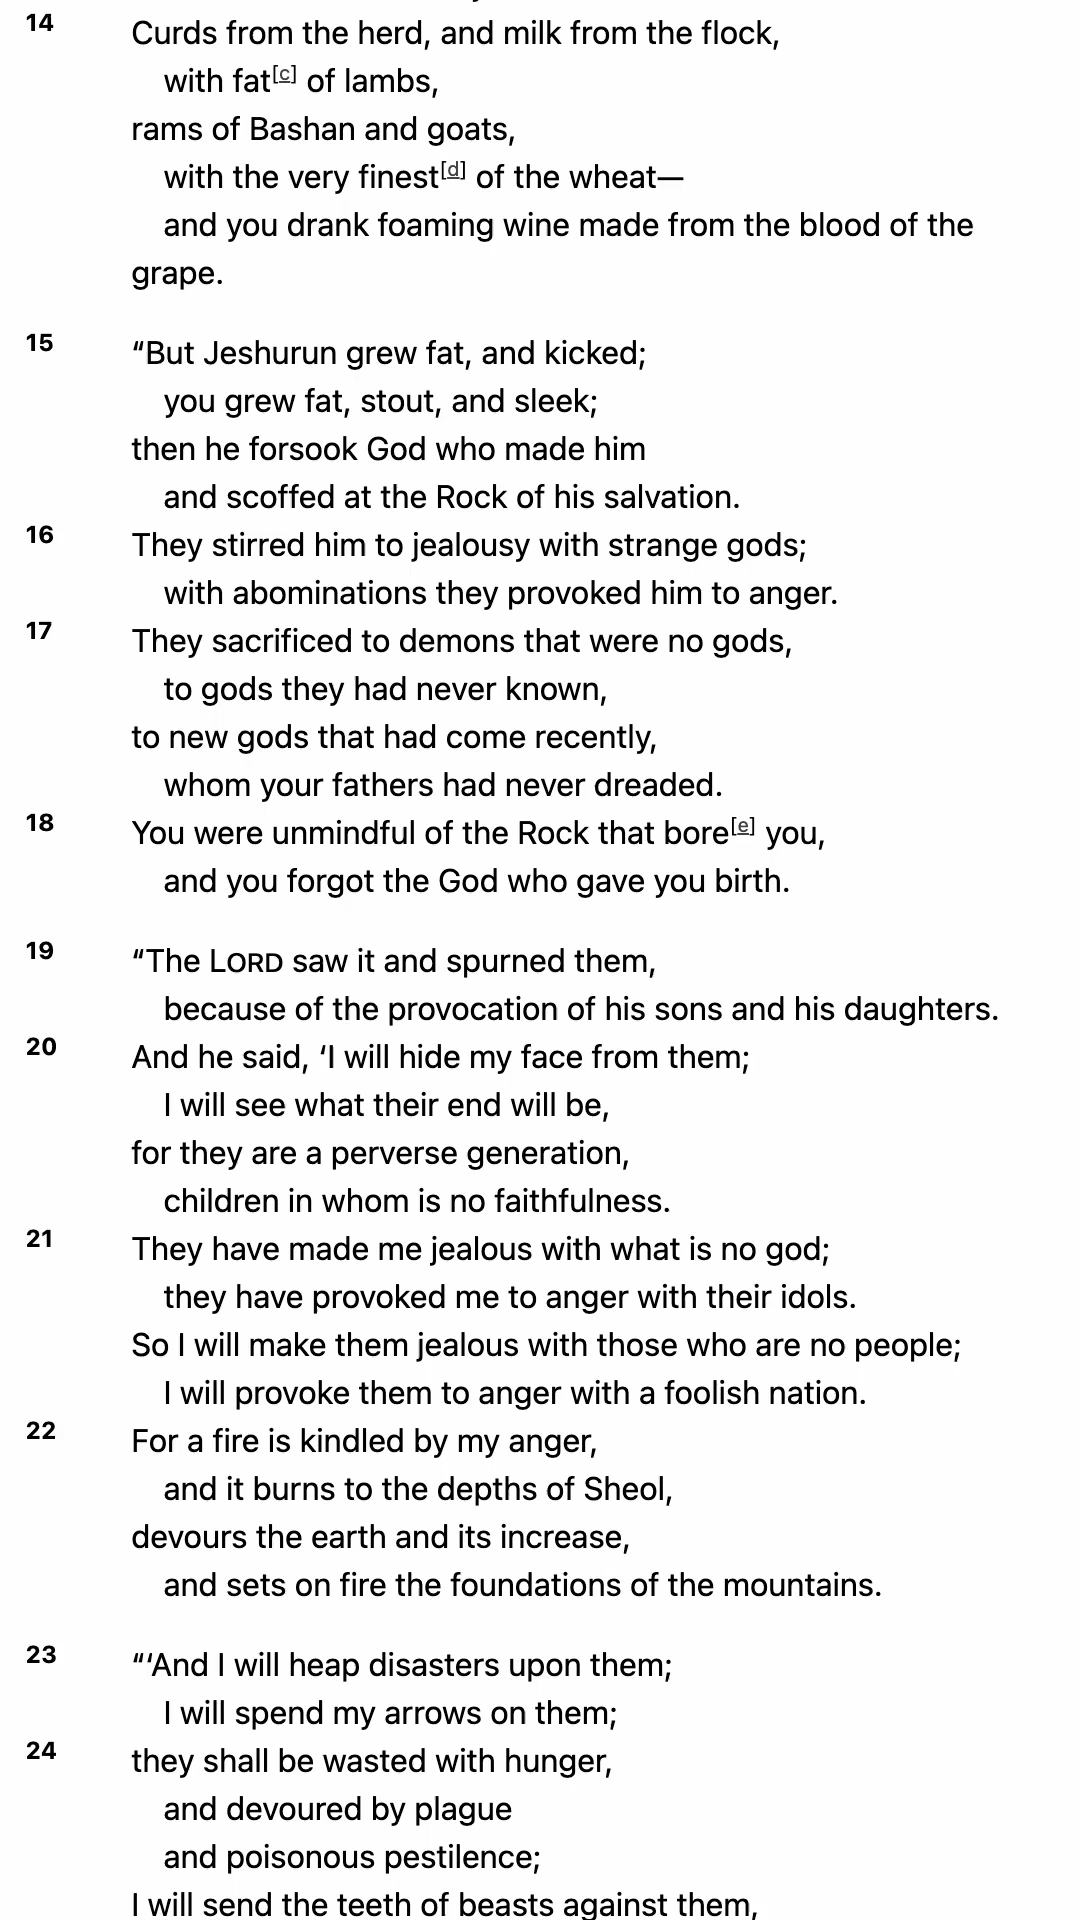 14 Curds from the herd, and milk from the flock,
with fat[c] of lambs,
rams of Bashan and goats,
with the very finest[d] of the wheat—
and you drank foaming wine made from the blood of the
grape.
15 “But Jeshurun grew fat, and kicked;
you grew fat, stout, and sleek;
then he forsook God who made him
and scoffed at the Rock of his salvation.
16 They stirred him to jealousy with strange gods;
with abominations they provoked him to anger.
17 They sacrificed to demons that were no gods,
to gods they had never known,
to new gods that had come recently,
whom your fathers had never dreaded.
18 You were unmindful of the Rock that bore[e] you,
and you forgot the God who gave you birth.
19 “The LORD saw it and spurned them,
because of the provocation of his sons and his daughters.
20 And he said, ‘I will hide my face from them;
I will see what their end will be,
for they are a perverse generation,
children in whom is no faithfulness.
21 They have made me jealous with what is no god;
they have provoked me to anger with their idols.
So I will make them jealous with those who are no people;
I will provoke them to anger with a foolish nation.
22 For a fire is kindled by my anger,
and it burns to the depths of Sheol,
devours the earth and its increase,
and sets on fire the foundations of the mountains.
23 “‘And I will heap disasters upon them;
I will spend my arrows on them;
24 they shall be wasted with hunger,
and devoured by plague
and poisonous pestilence;
I will send the teeth of beasts against them,